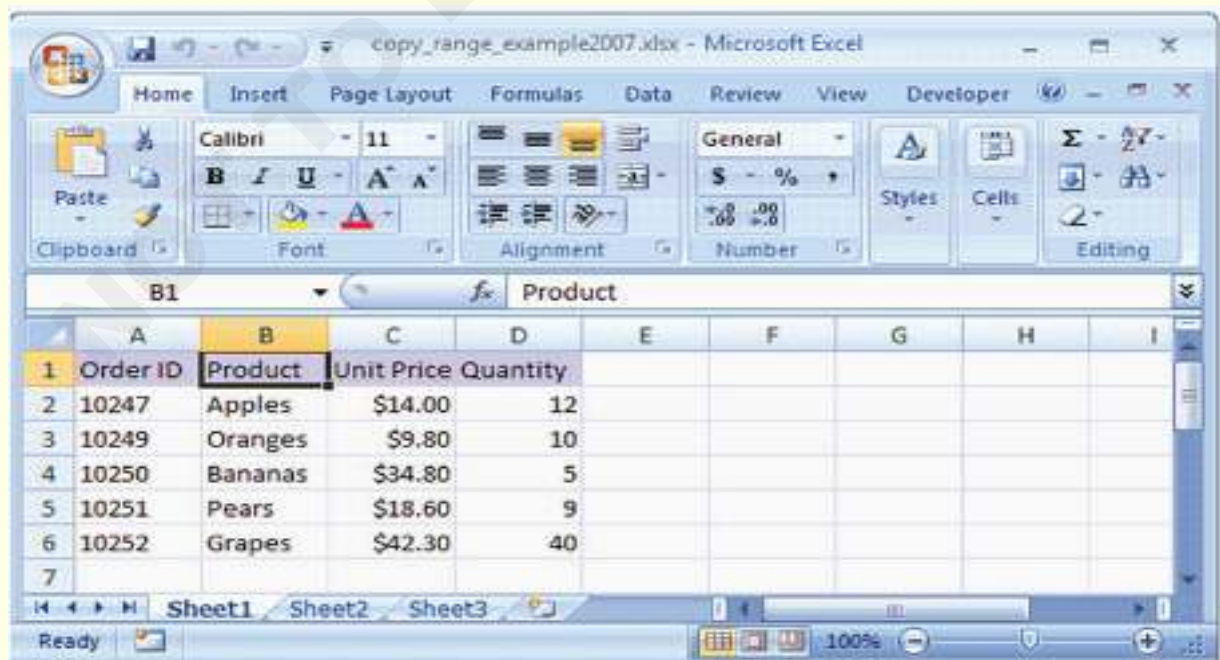 copy_range_example2007.xlsx - Microsoft Excel
Home Insert Page Layout Formulas Data Review View Developer
Calibri 11 General
B I U A A $ % ,
Paste Styles Cells
Clipboard Font Alignment Number Editing
B1 fx Product
A B C D E F G H I
1 Order ID Product Unit Price Quantity
2 10247 Apples $14.00 12
3 10249 Oranges $9.80 10
4 10250 Bananas $34.80 5
5 10251 Pears $18.60 9
6 10252 Grapes $42.30 40
7
Sheet1 Sheet2 Sheet3
Ready 100%